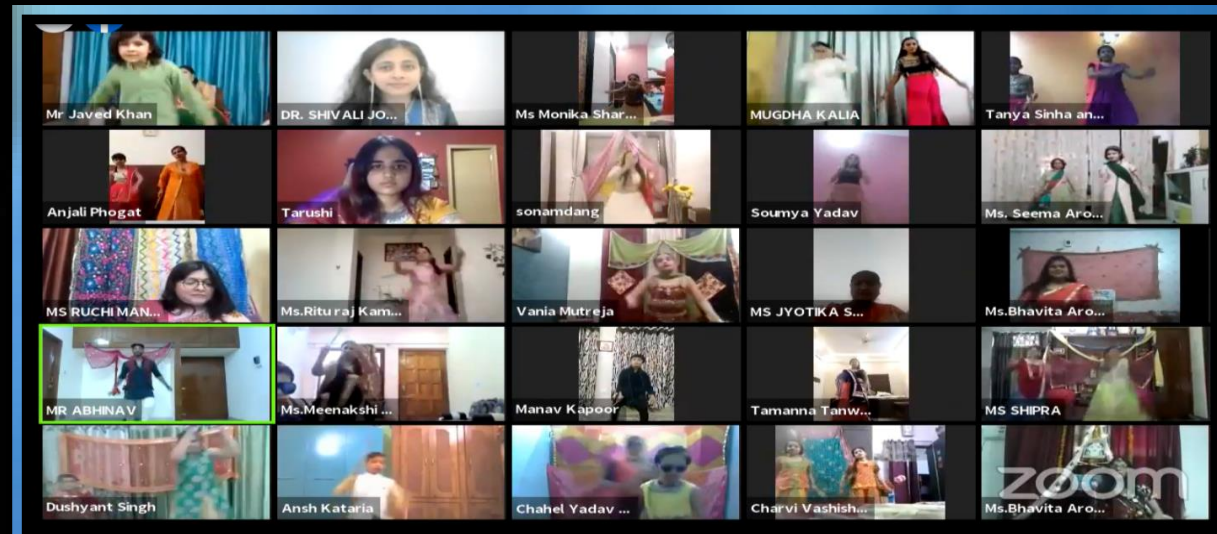 Mr Javed Khan
DR. SHIVALI JO...
Ms Monika Shar...
MUGDHA KALIA
Tanya Sinha an...
Anjali Phogat
Tarushi
sonamdang
Soumya Yadav
Ms. Seema Aro...
MS RUCHI MAN...
Ms.Ritu raj Kam...
Vania Mutreja
MS JYOTIKA S...
Ms.Bhavita Aro...
MR ABHINAV
Ms.Meenakshi ...
Manav Kapoor
Tamanna Tanw...
MS SHIPRA
Dushyant Singh
Ansh Kataria
Chahel Yadav ...
Charvi Vashish...
Ms.Bhavita Aro...
zoom